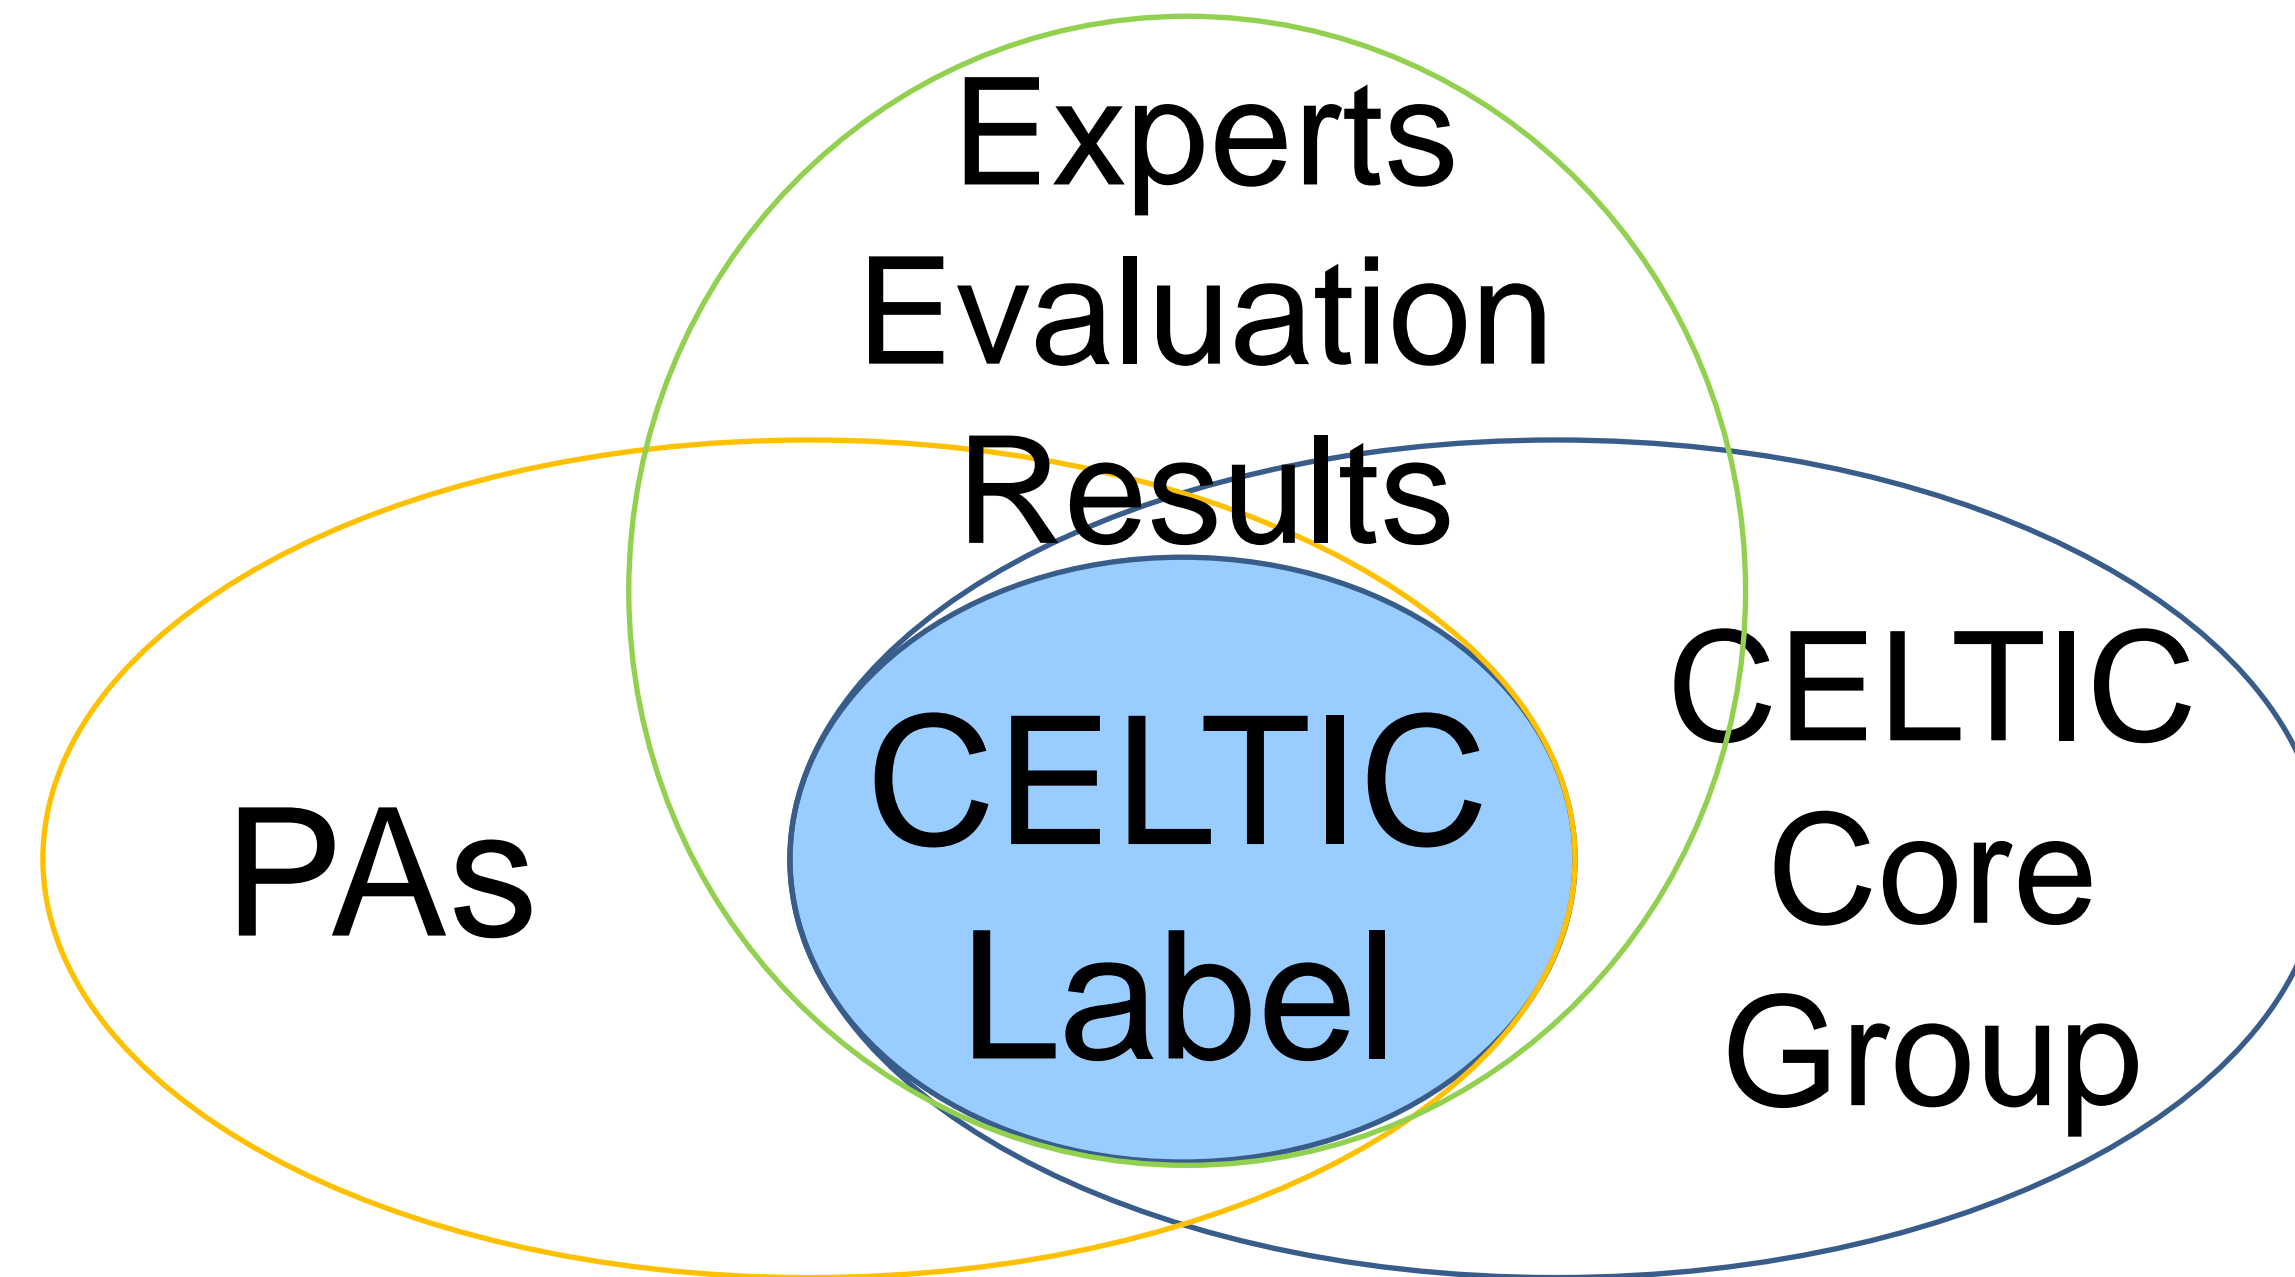 Experts
Evaluation
Results
PAs
CELTIC
Label
CELTIC
Core
Group